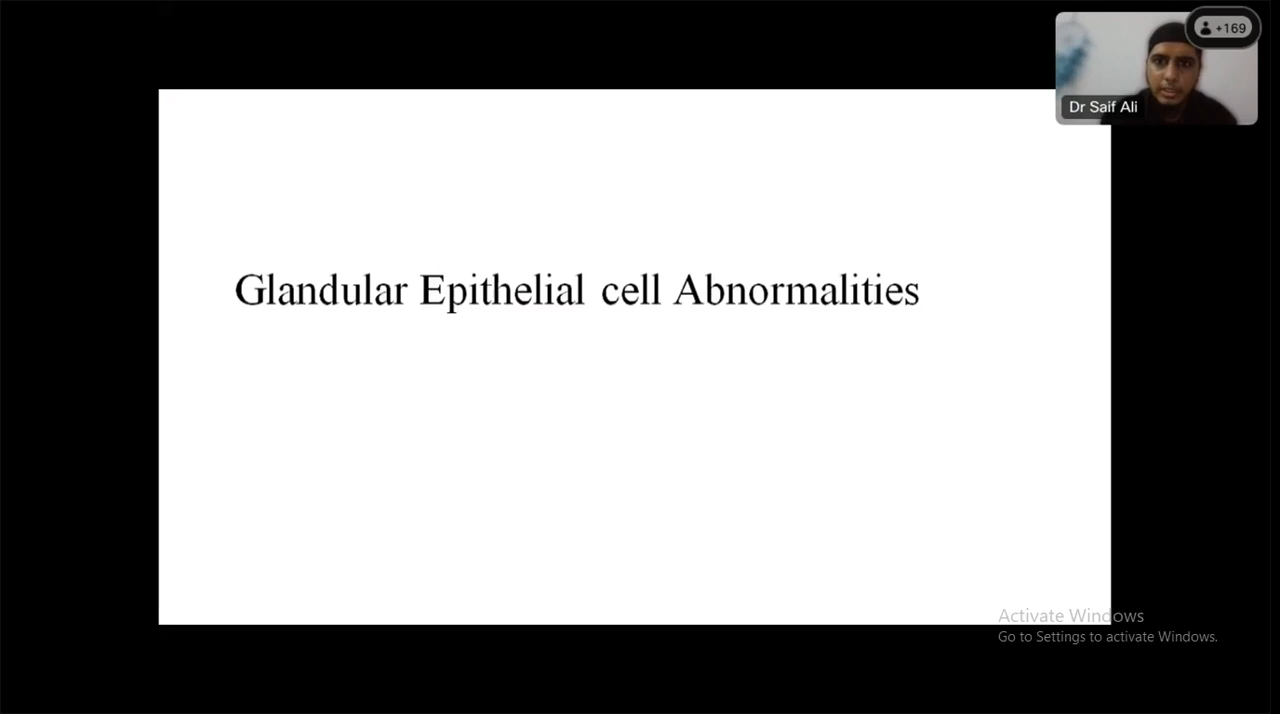 +169
Dr Saif Ali
Glandular Epithelial cell Abnormalities
Activate Windows
Go to Settings to activate Windows.